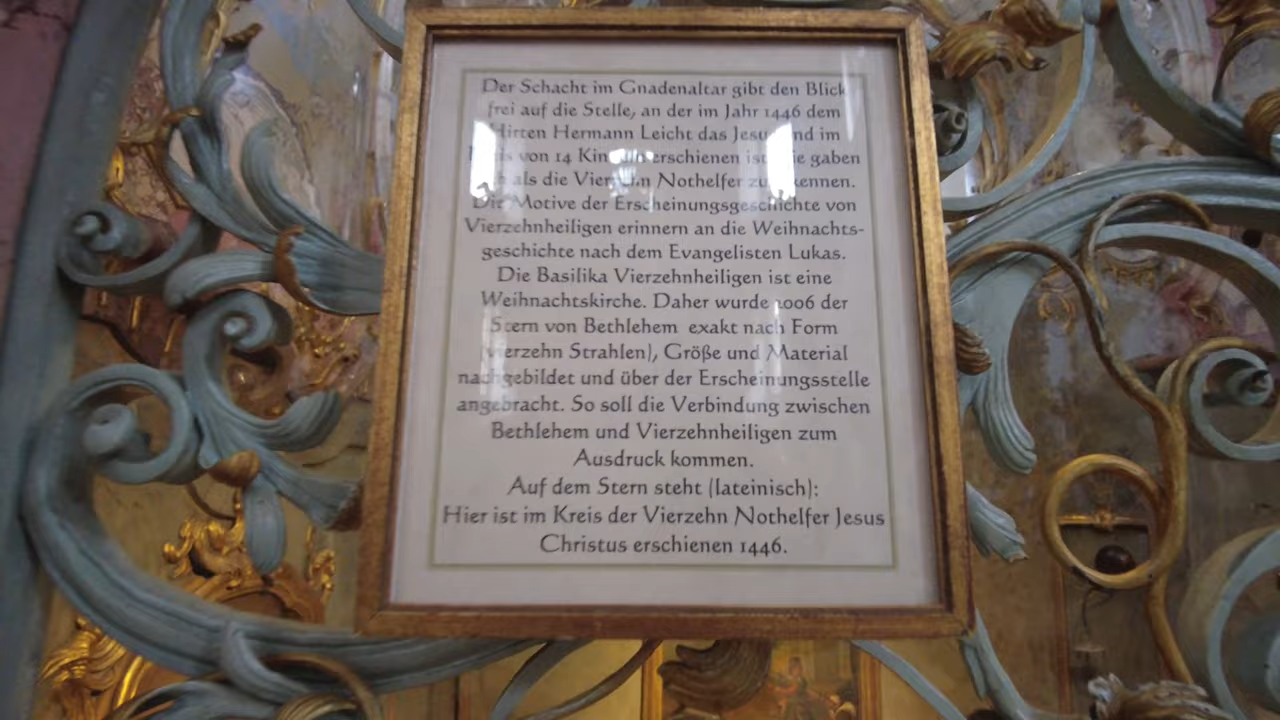 Der Schacht im Gnadenaltar gibt den Blick
frei auf die Stelle, an der im Jahr 1446 dem
Hirten Hermann Leicht das Jesuskind im
Kreis von 14 Kindern erschienen ist. Sie gaben
sich als die Vierzehn Nothelfer zu erkennen.
Die Motive der Erscheinungsgeschichte von
Vierzehnheiligen erinnern an die Weihnachts-
geschichte nach dem Evangelisten Lukas.
Die Basilika Vierzehnheiligen ist eine
Weihnachtskirche. Daher wurde 2006 der
Stern von Bethlehem exakt nach Form
(vierzehn Strahlen), Größe und Material
nachgebildet und über der Erscheinungsstelle
angebracht. So soll die Verbindung zwischen
Bethlehem und Vierzehnheiligen zum
Ausdruck kommen.
Auf dem Stern steht (lateinisch):
Hier ist im Kreis der Vierzehn Nothelfer Jesus
Christus erschienen 1446.